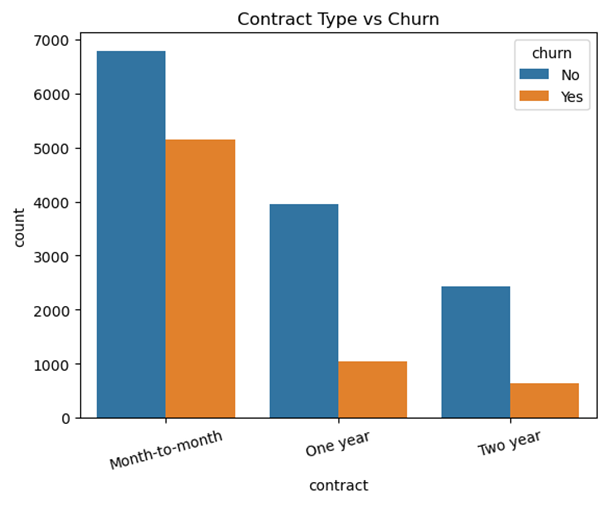 Contract Type vs Churn
churn
No
Yes
7000
6000
5000
4000
3000
2000
1000
0
count
Month-to-month
One year
Two year
contract